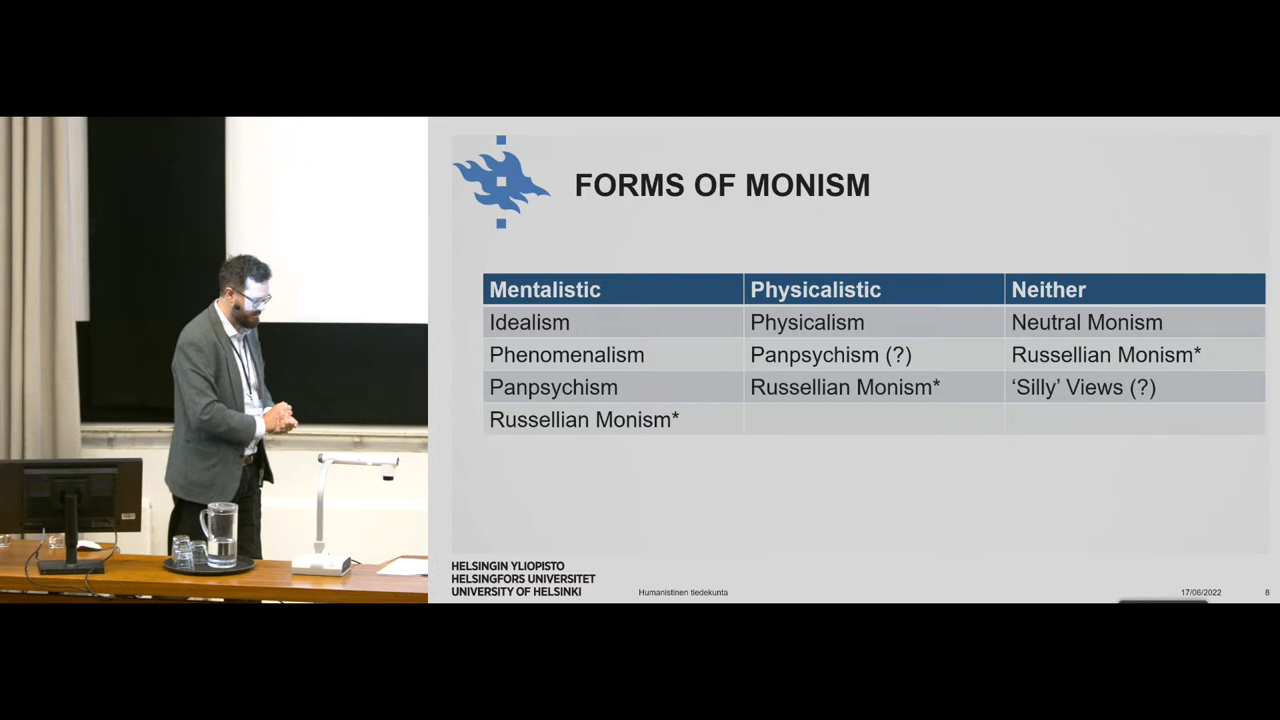 FORMS OF MONISM
Mentalistic Physicalistic Neither
Idealism Physicalism Neutral Monism
Phenomenalism Panpsychism (?) Russellian Monism*
Panpsychism Russellian Monism* ‘Silly’ Views (?)
Russellian Monism*
HELSINGIN YLIOPISTO
HELSINGFORS UNIVERSITET
UNIVERSITY OF HELSINKI
Humanistinen tiedekunta
17/06/2022
8